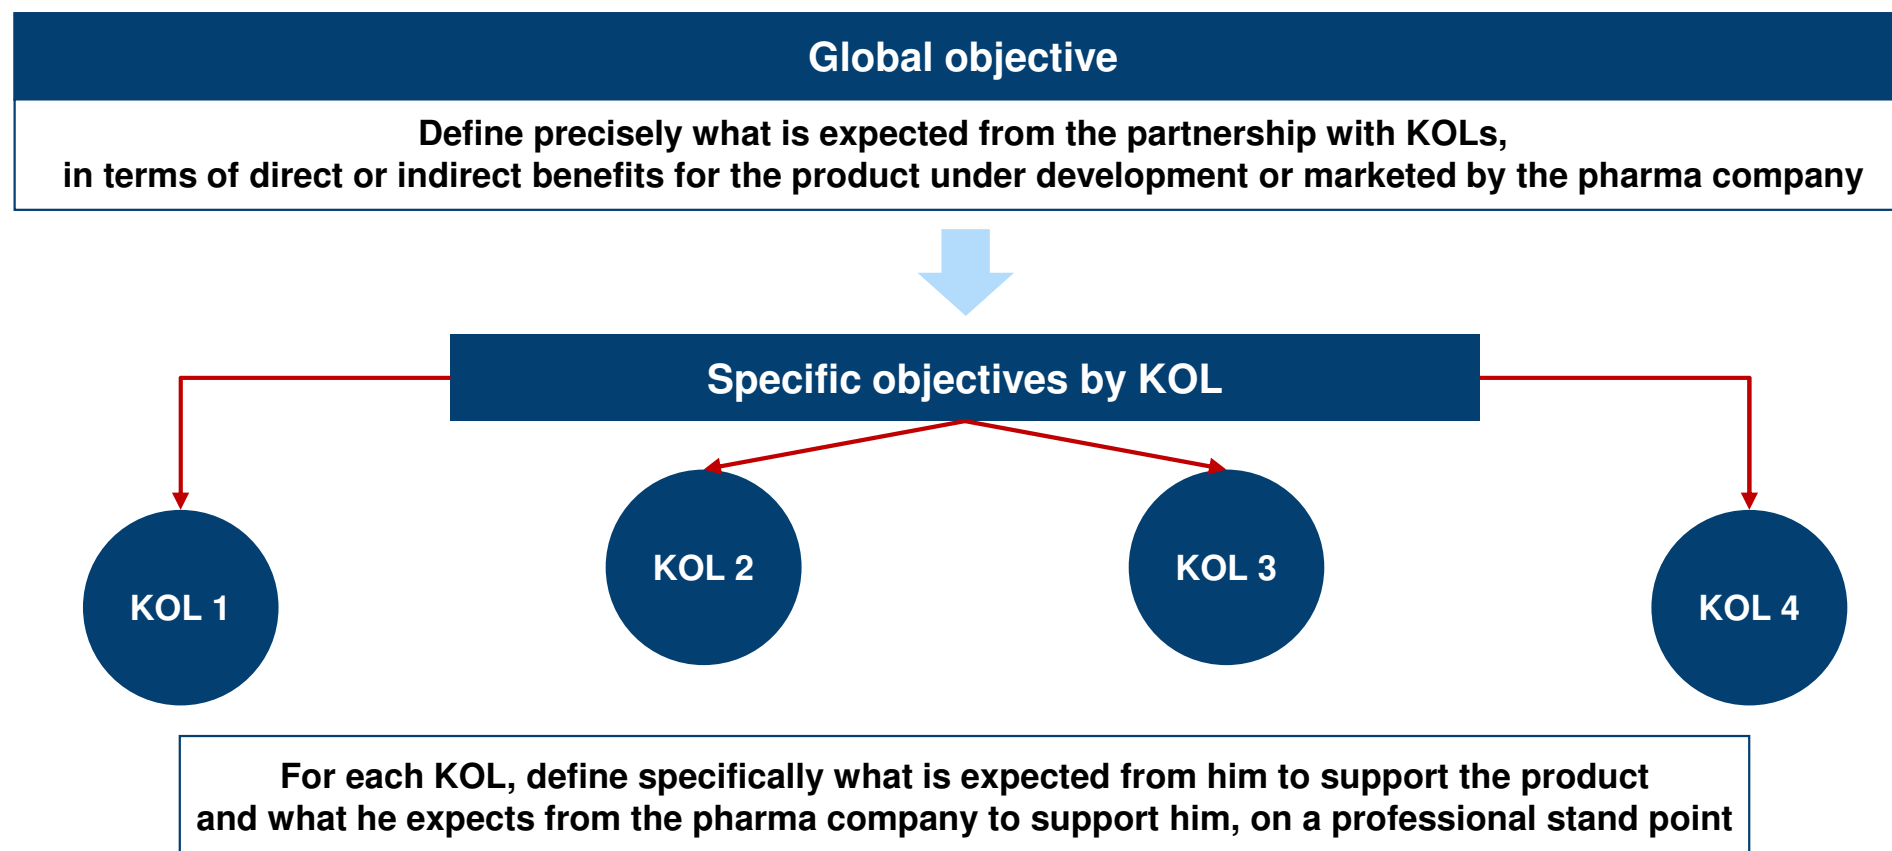 Global objective
Define precisely what is expected from the partnership with KOLs,
in terms of direct or indirect benefits for the product under development or marketed by the pharma company
Specific objectives by KOL
KOL 1
KOL 2
KOL 3
KOL 4
For each KOL, define specifically what is expected from him to support the product
and what he expects from the pharma company to support him, on a professional stand point